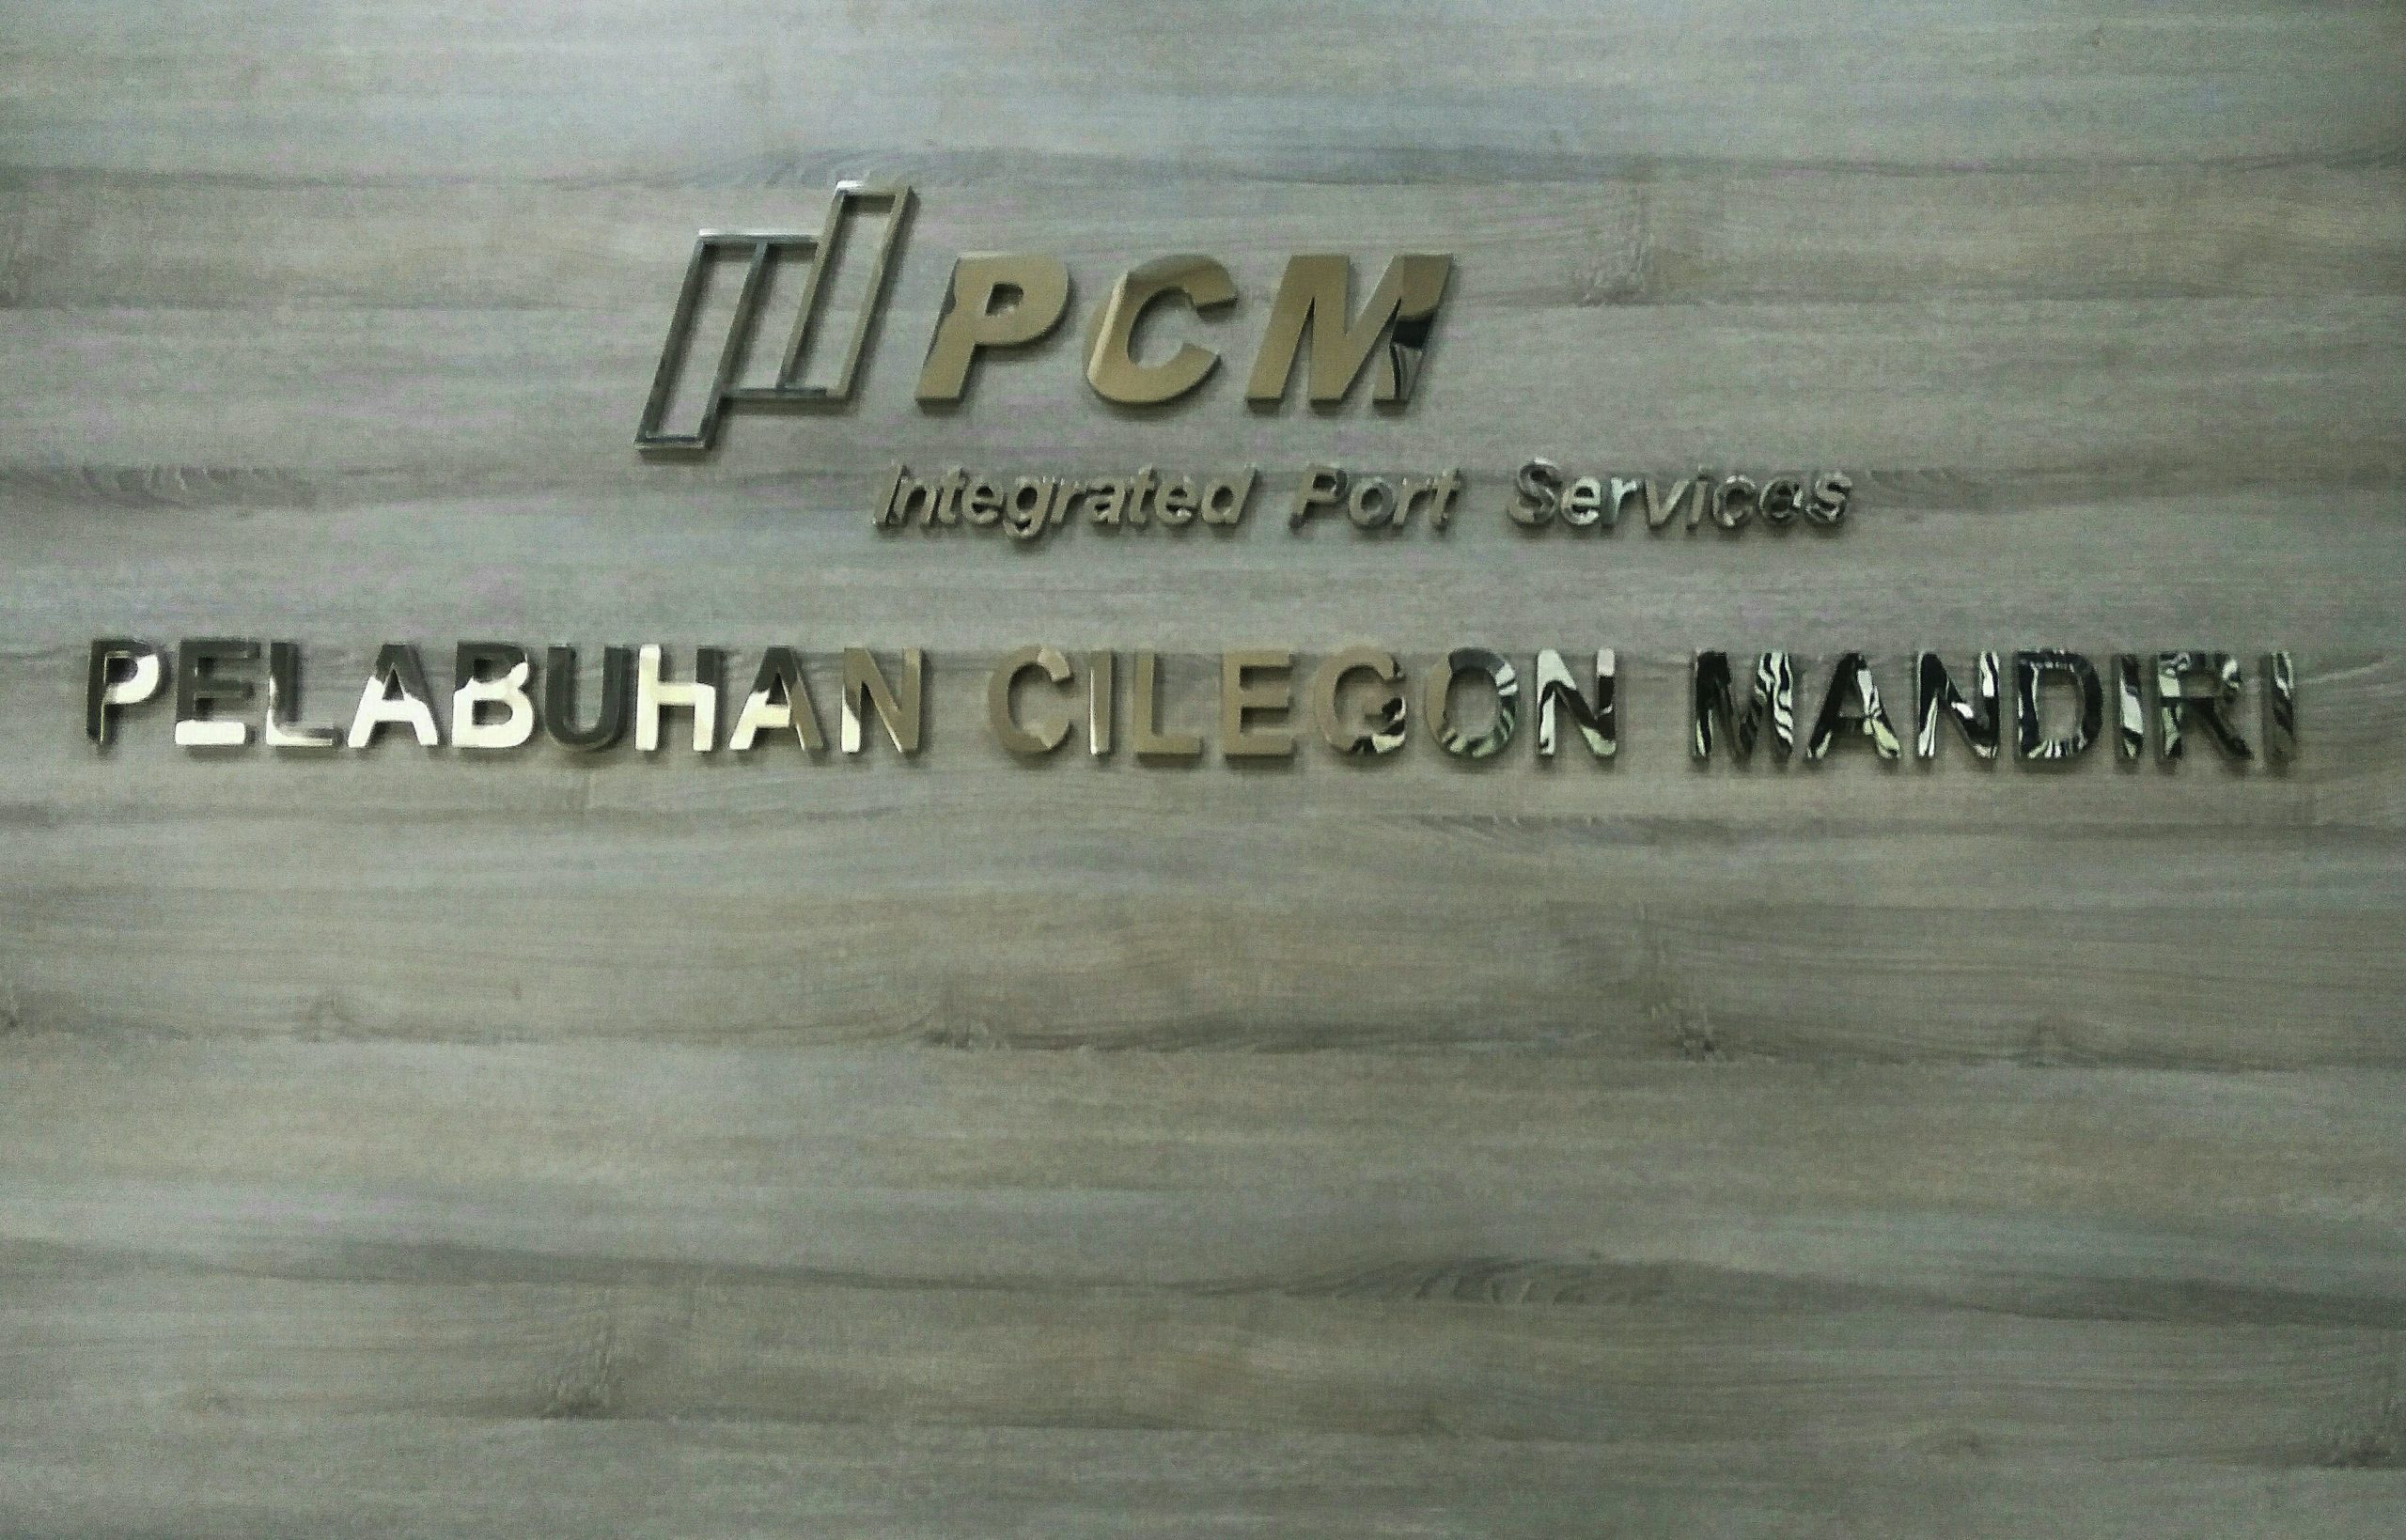 PCM
Integrated Port Services
PELABUHAN CILEGON MANDIRI